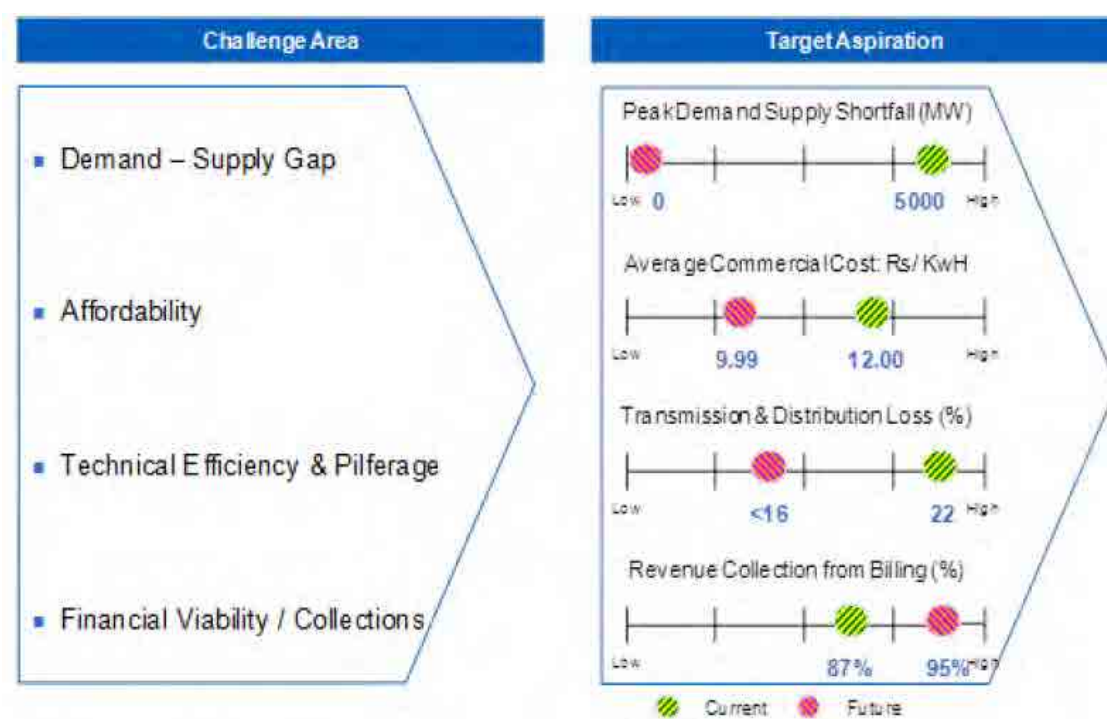 Challenge Area
Demand – Supply Gap
Affordability
Technical Efficiency & Pilferage
Financial Viability / Collections
Target Aspiration
Peak Demand Supply Shortfall (MW)
Low 0 5000 High
Average Commercial Cost: Rs/ KwH
Low 9.99 12.00 High
Transmission & Distribution Loss (%)
Low <16 22 High
Revenue Collection from Billing (%)
Low 87% 95% High
Current Future